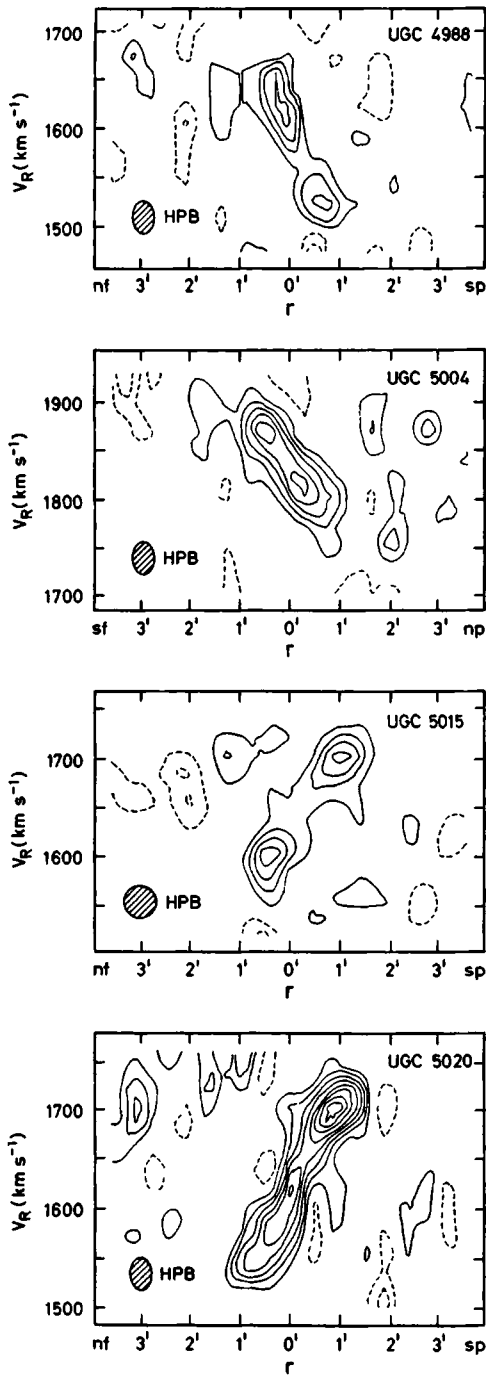 UGC 4988
1700
1600
1500
V_R (km s⁻¹)
HPB
nf 3' 2' 1' 0' 1' 2' 3' sp
r
UGC 5004
1900
1800
1700
V_R (km s⁻¹)
HPB
sf 3' 2' 1' 0' 1' 2' 3' np
r
UGC 5015
1700
1600
V_R (km s⁻¹)
HPB
nf 3' 2' 1' 0' 1' 2' 3' sp
r
UGC 5020
1700
1600
1500
V_R (km s⁻¹)
HPB
nf 3' 2' 1' 0' 1' 2' 3' sp
r